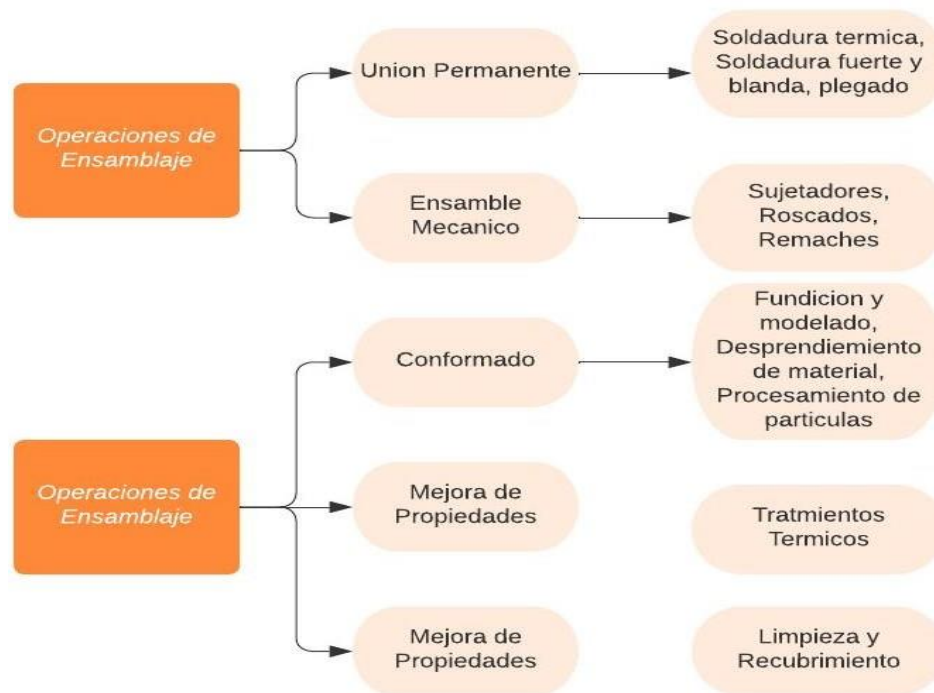 Operaciones de
Ensamblaje
Union Permanente
Soldadura termica,
Soldadura fuerte y
blanda, plegado
Ensamble
Mecanico
Sujetadores,
Roscados,
Remaches
Operaciones de
Ensamblaje
Conformado
Fundicion y
modelado,
Desprendiemiento
de material,
Procesamiento de
particulas
Mejora de
Propiedades
Tratmientos
Termicos
Mejora de
Propiedades
Limpieza y
Recubrimiento